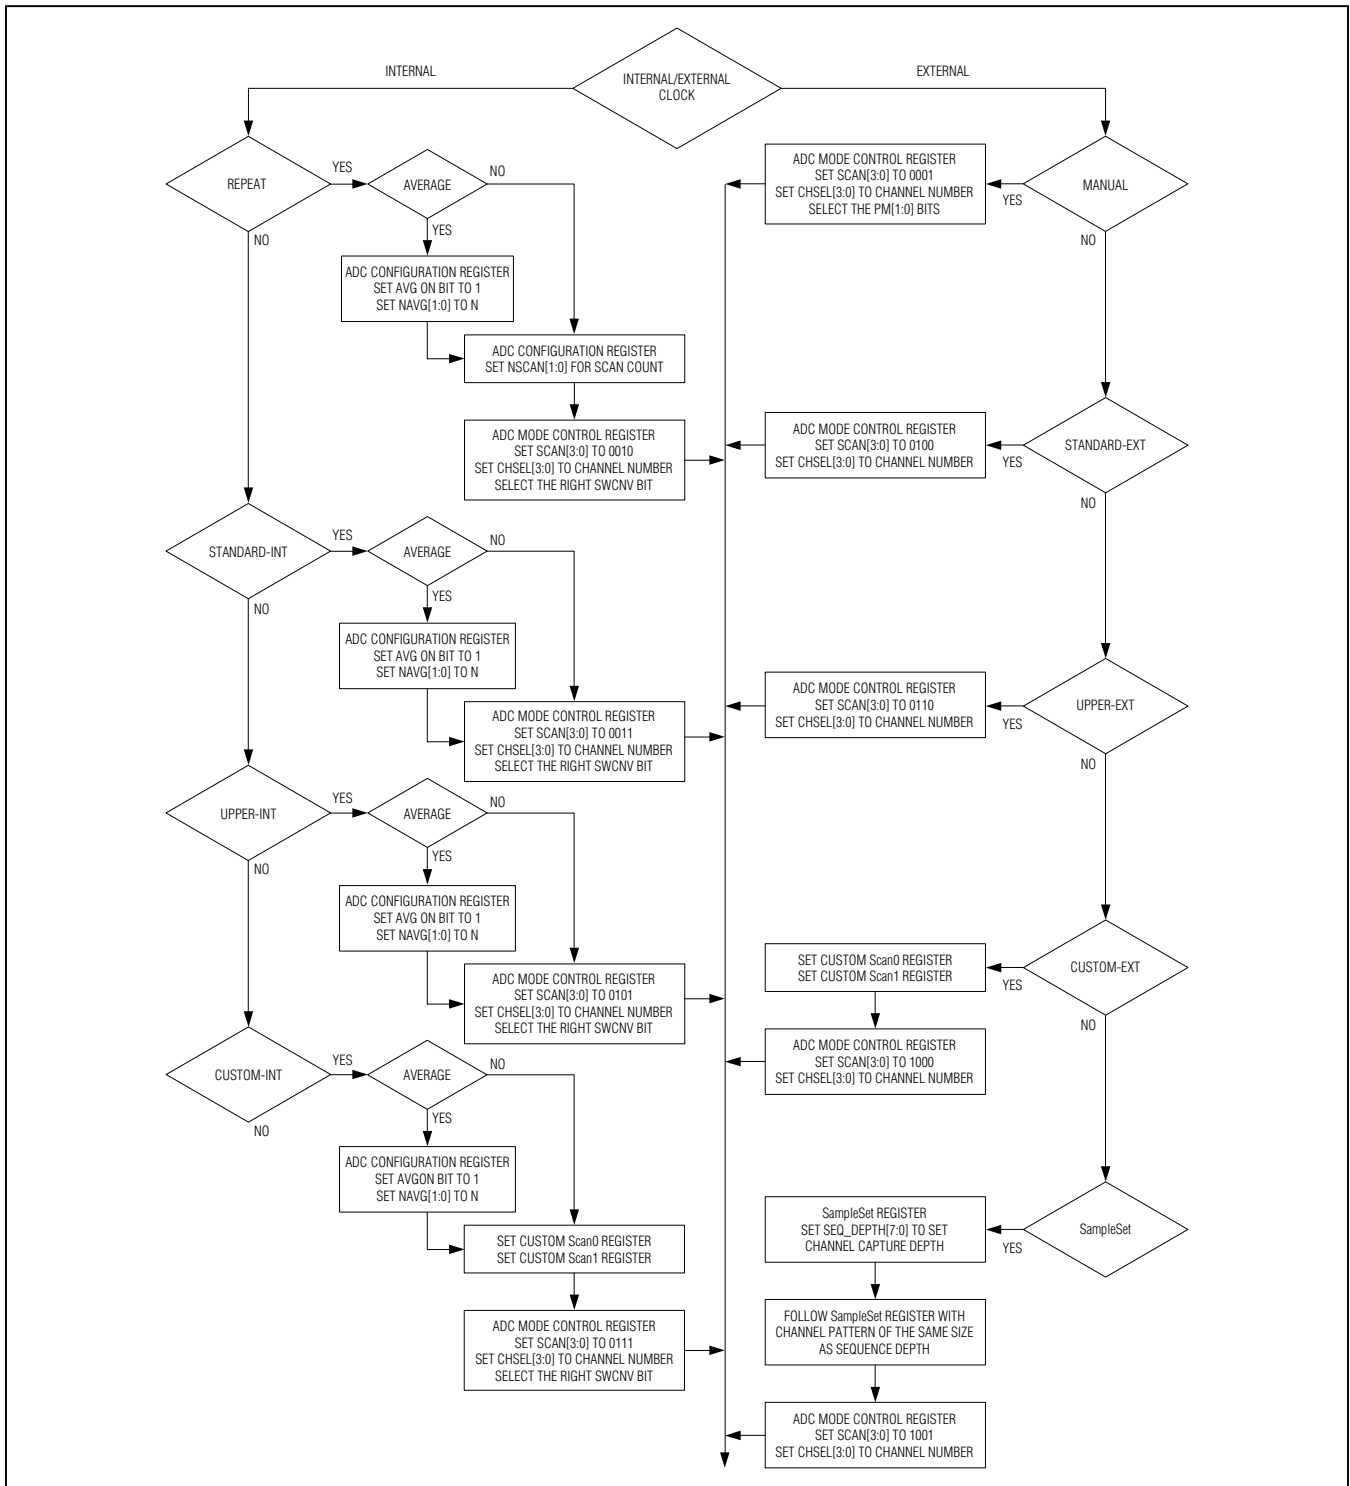 INTERNAL
INTERNAL/EXTERNAL
CLOCK
EXTERNAL
REPEAT
YES
NO
AVERAGE
NO
YES
ADC CONFIGURATION REGISTER
SET AVG ON BIT TO 1
SET NAVG[1:0] TO N
ADC CONFIGURATION REGISTER
SET NSCAN[1:0] FOR SCAN COUNT
ADC MODE CONTROL REGISTER
SET SCAN[3:0] TO 0010
SET CHSEL[3:0] TO CHANNEL NUMBER
SELECT THE RIGHT SWCNV BIT
STANDARD-INT
YES
NO
AVERAGE
NO
YES
ADC CONFIGURATION REGISTER
SET AVG ON BIT TO 1
SET NAVG[1:0] TO N
ADC MODE CONTROL REGISTER
SET SCAN[3:0] TO 0011
SET CHSEL[3:0] TO CHANNEL NUMBER
SELECT THE RIGHT SWCNV BIT
UPPER-INT
YES
NO
AVERAGE
NO
YES
ADC CONFIGURATION REGISTER
SET AVG ON BIT TO 1
SET NAVG[1:0] TO N
ADC MODE CONTROL REGISTER
SET SCAN[3:0] TO 0101
SET CHSEL[3:0] TO CHANNEL NUMBER
SELECT THE RIGHT SWCNV BIT
CUSTOM-INT
YES
NO
AVERAGE
NO
YES
ADC CONFIGURATION REGISTER
SET AVGON BIT TO 1
SET NAVG[1:0] TO N
SET CUSTOM Scan0 REGISTER
SET CUSTOM Scan1 REGISTER
ADC MODE CONTROL REGISTER
SET SCAN[3:0] TO 0111
SET CHSEL[3:0] TO CHANNEL NUMBER
SELECT THE RIGHT SWCNV BIT
MANUAL
YES
NO
ADC MODE CONTROL REGISTER
SET SCAN[3:0] TO 0001
SET CHSEL[3:0] TO CHANNEL NUMBER
SELECT THE PM[1:0] BITS
STANDARD-EXT
YES
NO
ADC MODE CONTROL REGISTER
SET SCAN[3:0] TO 0100
SET CHSEL[3:0] TO CHANNEL NUMBER
UPPER-EXT
YES
NO
ADC MODE CONTROL REGISTER
SET SCAN[3:0] TO 0110
SET CHSEL[3:0] TO CHANNEL NUMBER
CUSTOM-EXT
YES
NO
SET CUSTOM Scan0 REGISTER
SET CUSTOM Scan1 REGISTER
ADC MODE CONTROL REGISTER
SET SCAN[3:0] TO 1000
SET CHSEL[3:0] TO CHANNEL NUMBER
SampleSet
YES
SampleSet REGISTER
SET SEQ_DEPTH[7:0] TO SET
CHANNEL CAPTURE DEPTH
FOLLOW SampleSet REGISTER WITH
CHANNEL PATTERN OF THE SAME SIZE
AS SEQUENCE DEPTH
ADC MODE CONTROL REGISTER
SET SCAN[3:0] TO 1001
SET CHSEL[3:0] TO CHANNEL NUMBER